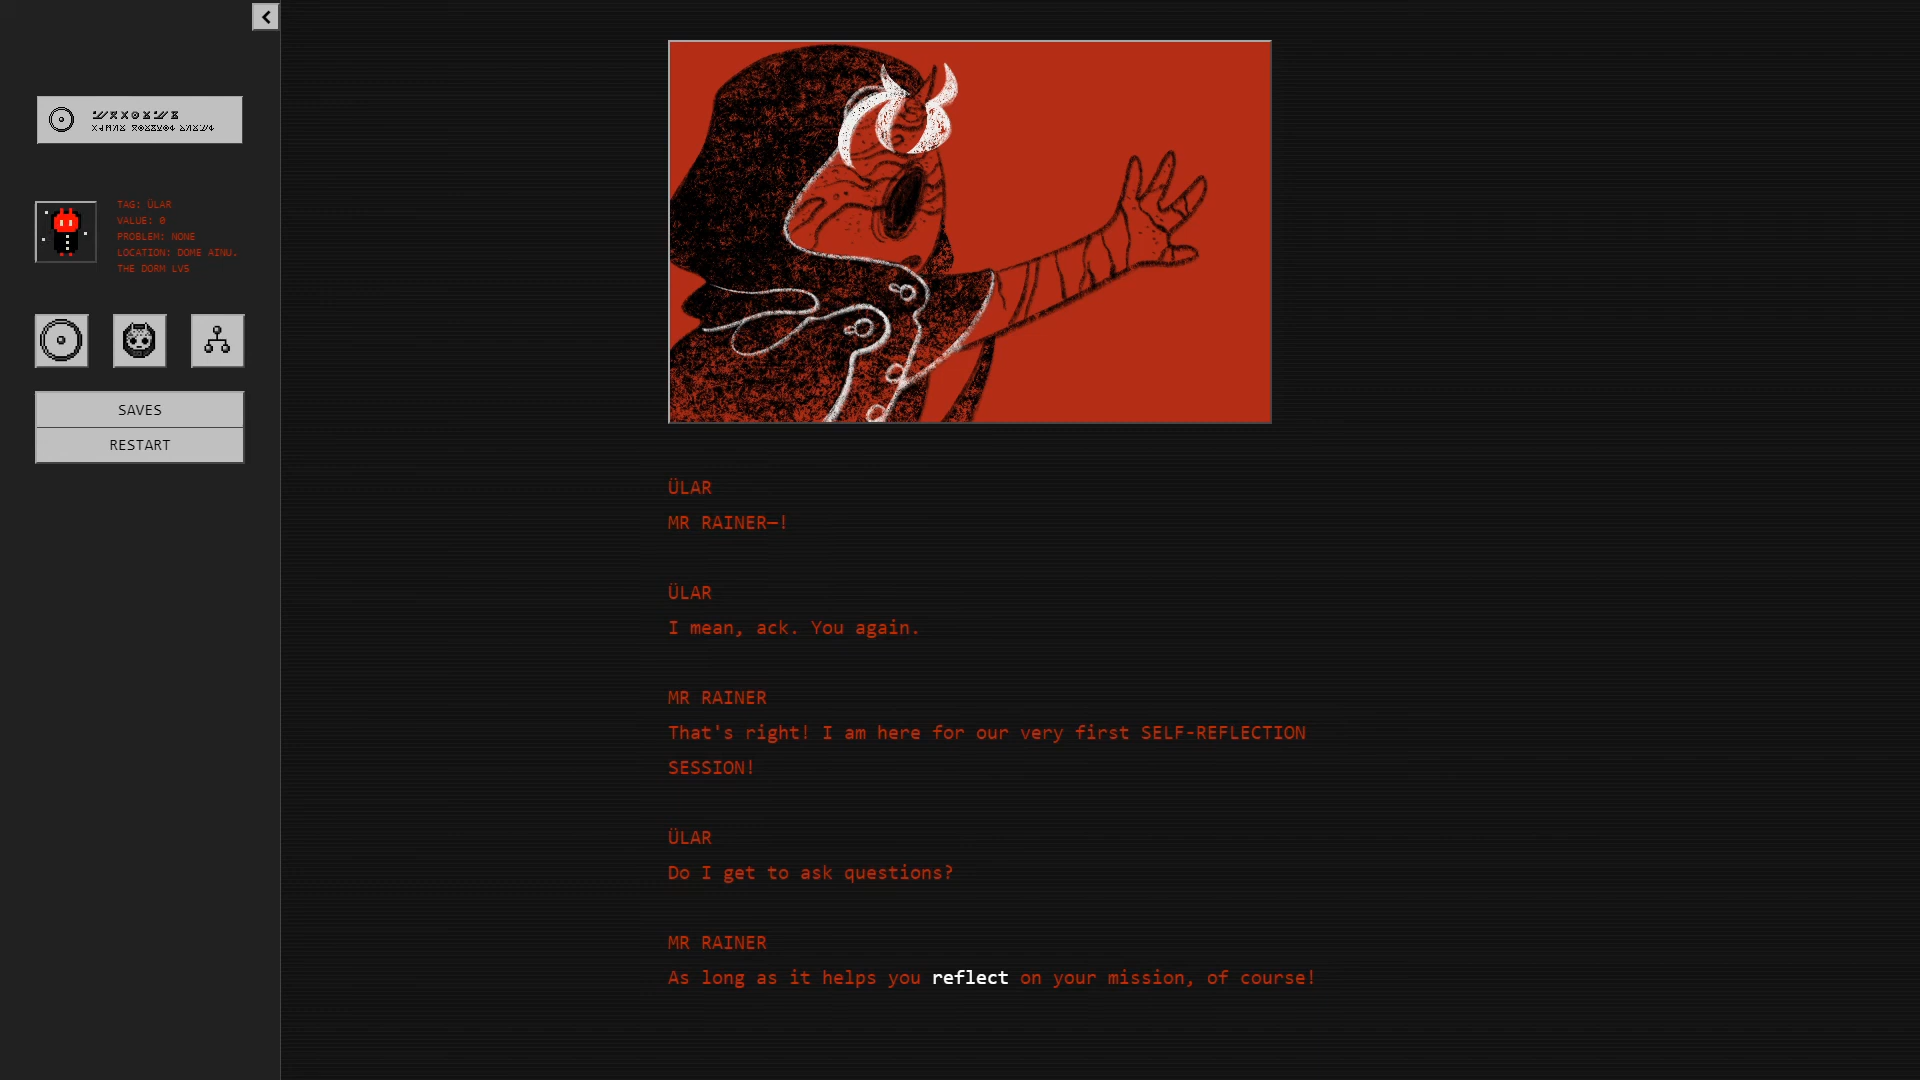 TAG: ÜLAR
VALUE: 0
PROBLEM: NONE
LOCATION: DOME AINU.
THE DORM LV5
SAVES
RESTART
ÜLAR
MR RAINER—!
ÜLAR
I mean, ack. You again.
MR RAINER
That's right! I am here for our very first SELF-REFLECTION
SESSION!
ÜLAR
Do I get to ask questions?
MR RAINER
As long as it helps you reflect on your mission, of course!